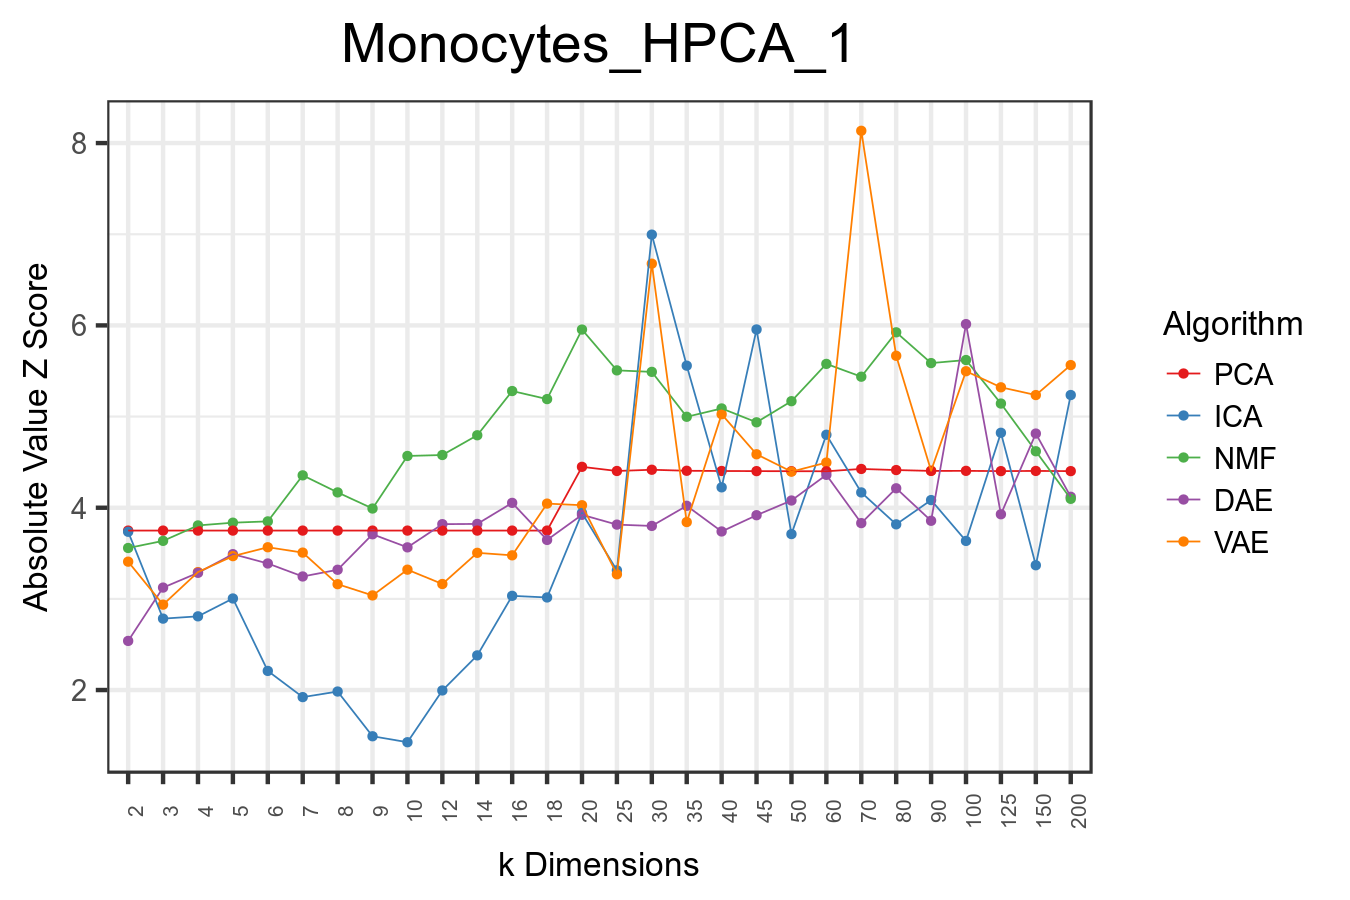 Monocytes_HPCA_1
Absolute Value Z Score
8
6
4
2
2 3 4 5 6 7 8 9 10 12 14 16 18 20 25 30 35 40 45 50 60 70 80 90 100 125 150 200
k Dimensions
Algorithm
PCA
ICA
NMF
DAE
VAE